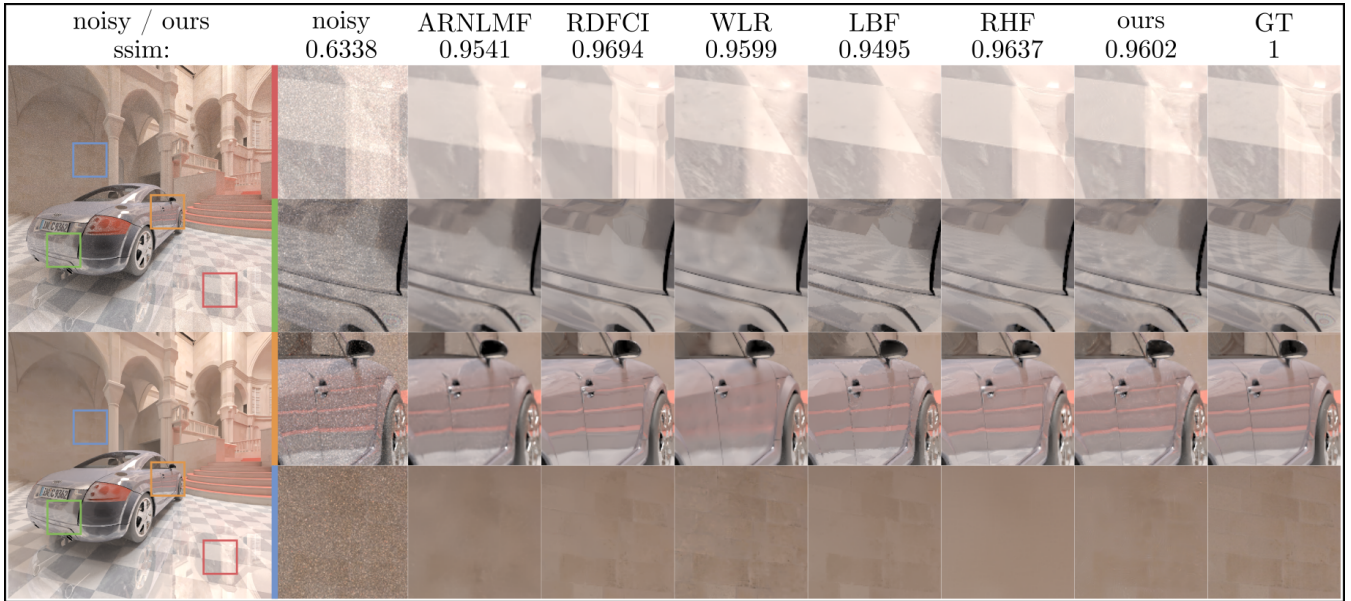 noisy / ours noisy ARNLMF RDFCI WLR LBF RHF ours GT
ssim: 0.6338 0.9541 0.9694 0.9599 0.9495 0.9637 0.9602 1